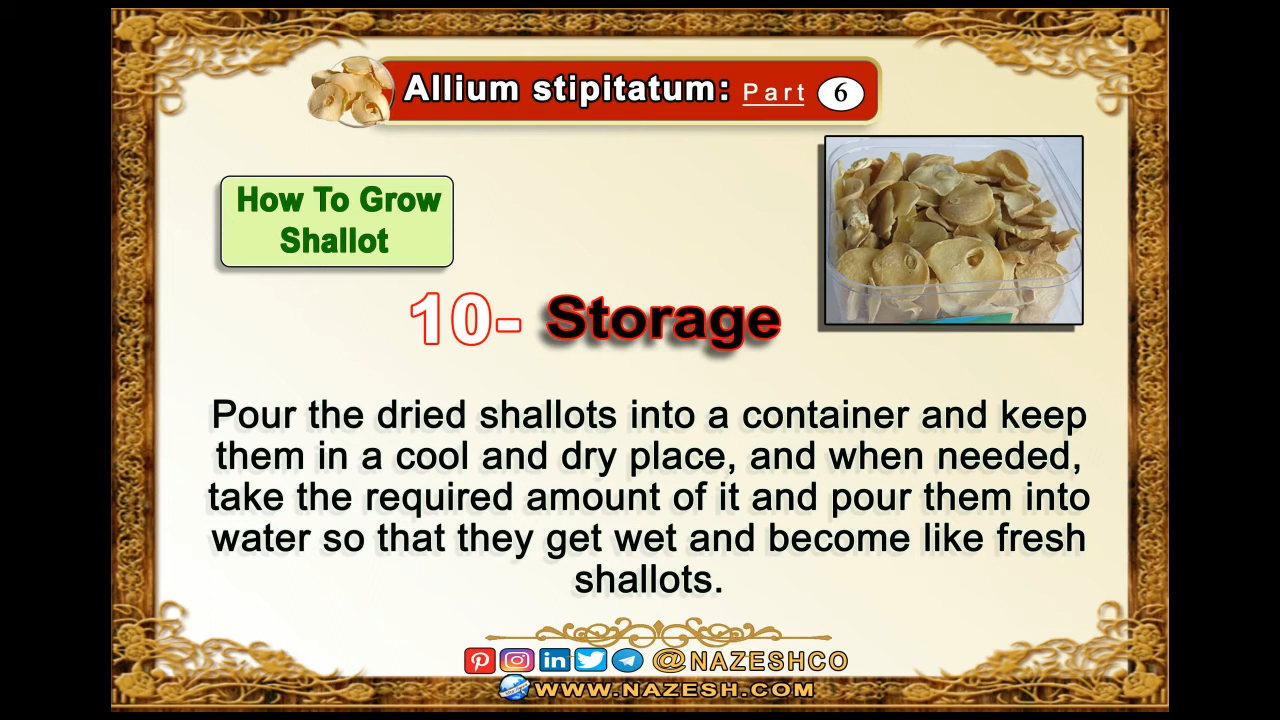 Allium stipitatum: Part 6
How To Grow
Shallot
10- Storage
Pour the dried shallots into a container and keep
them in a cool and dry place, and when needed,
take the required amount of it and pour them into
water so that they get wet and become like fresh
shallots.
@NAZESHCO
WWW.NAZESH.COM